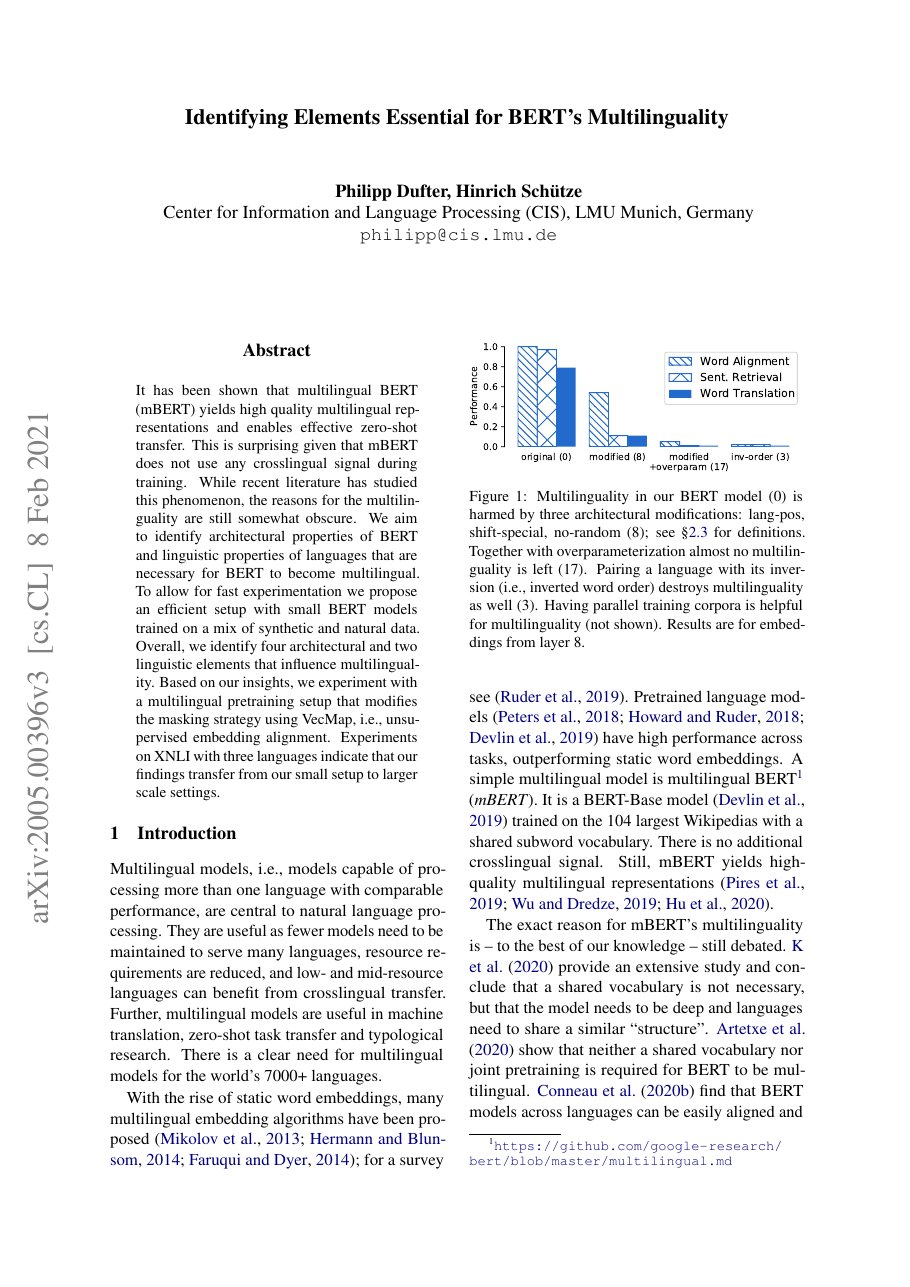 Identifying Elements Essential for BERT's Multilinguality
Philipp Dufter, Hinrich Schütze
Center for Information and Language Processing (CIS), LMU Munich, Germany
philipp@cis.lmu.de
arXiv:2005.00396v3 [cs.CL] 8 Feb 2021
Abstract
It has been shown that multilingual BERT
(mBERT) yields high quality multilingual rep-
resentations and enables effective zero-shot
transfer. This is surprising given that mBERT
does not use any crosslingual signal during
training. While recent literature has studied
this phenomenon, the reasons for the multilin-
guality are still somewhat obscure. We aim
to identify architectural properties of BERT
and linguistic properties of languages that are
necessary for BERT to become multilingual.
To allow for fast experimentation we propose
an efficient setup with small BERT models
trained on a mix of synthetic and natural data.
Overall, we identify four architectural and two
linguistic elements that influence multilingual-
ity. Based on our insights, we experiment with
a multilingual pretraining setup that modifies
the masking strategy using VecMap, i.e., unsu-
pervised embedding alignment. Experiments
on XNLI with three languages indicate that our
findings transfer from our small setup to larger
scale settings.
1 Introduction
Multilingual models, i.e., models capable of pro-
cessing more than one language with comparable
performance, are central to natural language pro-
cessing. They are useful as fewer models need to be
maintained to serve many languages, resource re-
quirements are reduced, and low- and mid-resource
languages can benefit from crosslingual transfer.
Further, multilingual models are useful in machine
translation, zero-shot task transfer and typological
research. There is a clear need for multilingual
models for the world's 7000+ languages.
With the rise of static word embeddings, many
multilingual embedding algorithms have been pro-
posed (Mikolov et al., 2013; Hermann and Blun-
som, 2014; Faruqui and Dyer, 2014); for a survey
Performance
1.0
0.8
0.6
0.4
0.2
0.0
original (0)
modified (8)
modified
+overparam (17)
inv-order (3)
Word Alignment
Sent. Retrieval
Word Translation
Figure 1: Multilinguality in our BERT model (0) is
harmed by three architectural modifications: lang-pos,
shift-special, no-random (8); see §2.3 for definitions.
Together with overparameterization almost no multilin-
guality is left (17). Pairing a language with its inver-
sion (i.e., inverted word order) destroys multilinguality
as well (3). Having parallel training corpora is helpful
for multilinguality (not shown). Results are for embed-
dings from layer 8.
see (Ruder et al., 2019). Pretrained language mod-
els (Peters et al., 2018; Howard and Ruder, 2018;
Devlin et al., 2019) have high performance across
tasks, outperforming static word embeddings. A
simple multilingual model is multilingual BERT1
(mBERT). It is a BERT-Base model (Devlin et al.,
2019) trained on the 104 largest Wikipedias with a
shared subword vocabulary. There is no additional
crosslingual signal. Still, mBERT yields high-
quality multilingual representations (Pires et al.,
2019; Wu and Dredze, 2019; Hu et al., 2020).
The exact reason for mBERT's multilinguality
is – to the best of our knowledge – still debated. K
et al. (2020) provide an extensive study and con-
clude that a shared vocabulary is not necessary,
but that the model needs to be deep and languages
need to share a similar “structure”. Artetxe et al.
(2020) show that neither a shared vocabulary nor
joint pretraining is required for BERT to be mul-
tilingual. Conneau et al. (2020b) find that BERT
models across languages can be easily aligned and
1https://github.com/google-research/
bert/blob/master/multilingual.md